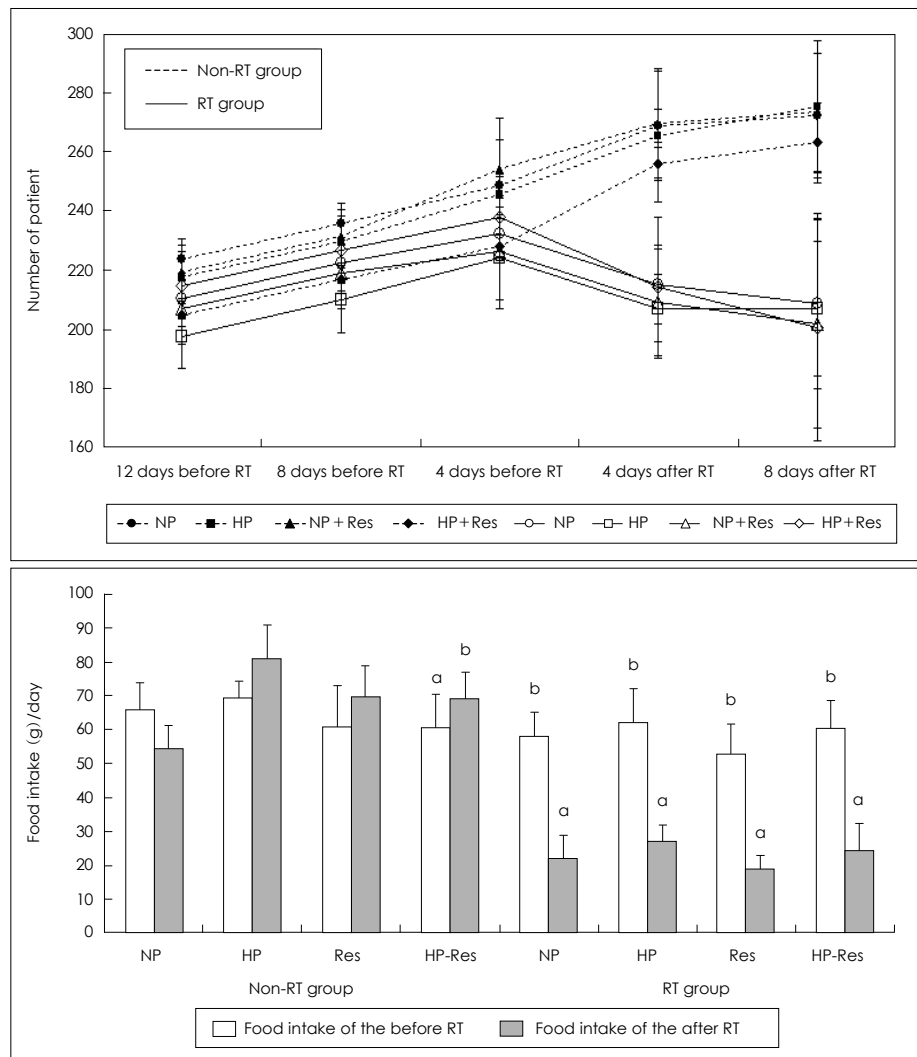 300
280
260
240
220
200
180
160
Number of patient
Non-RT group
RT group
12 days before RT 8 days before RT 4 days before RT 4 days after RT 8 days after RT
NP HP NP+Res HP+Res NP HP NP+Res HP+Res
100
90
80
70
60
50
40
30
20
10
0
Food intake (g)/day
a b b a b a b a b a
NP HP Res HP-Res NP HP Res HP-Res
Non-RT group RT group
Food intake of the before RT Food intake of the after RT